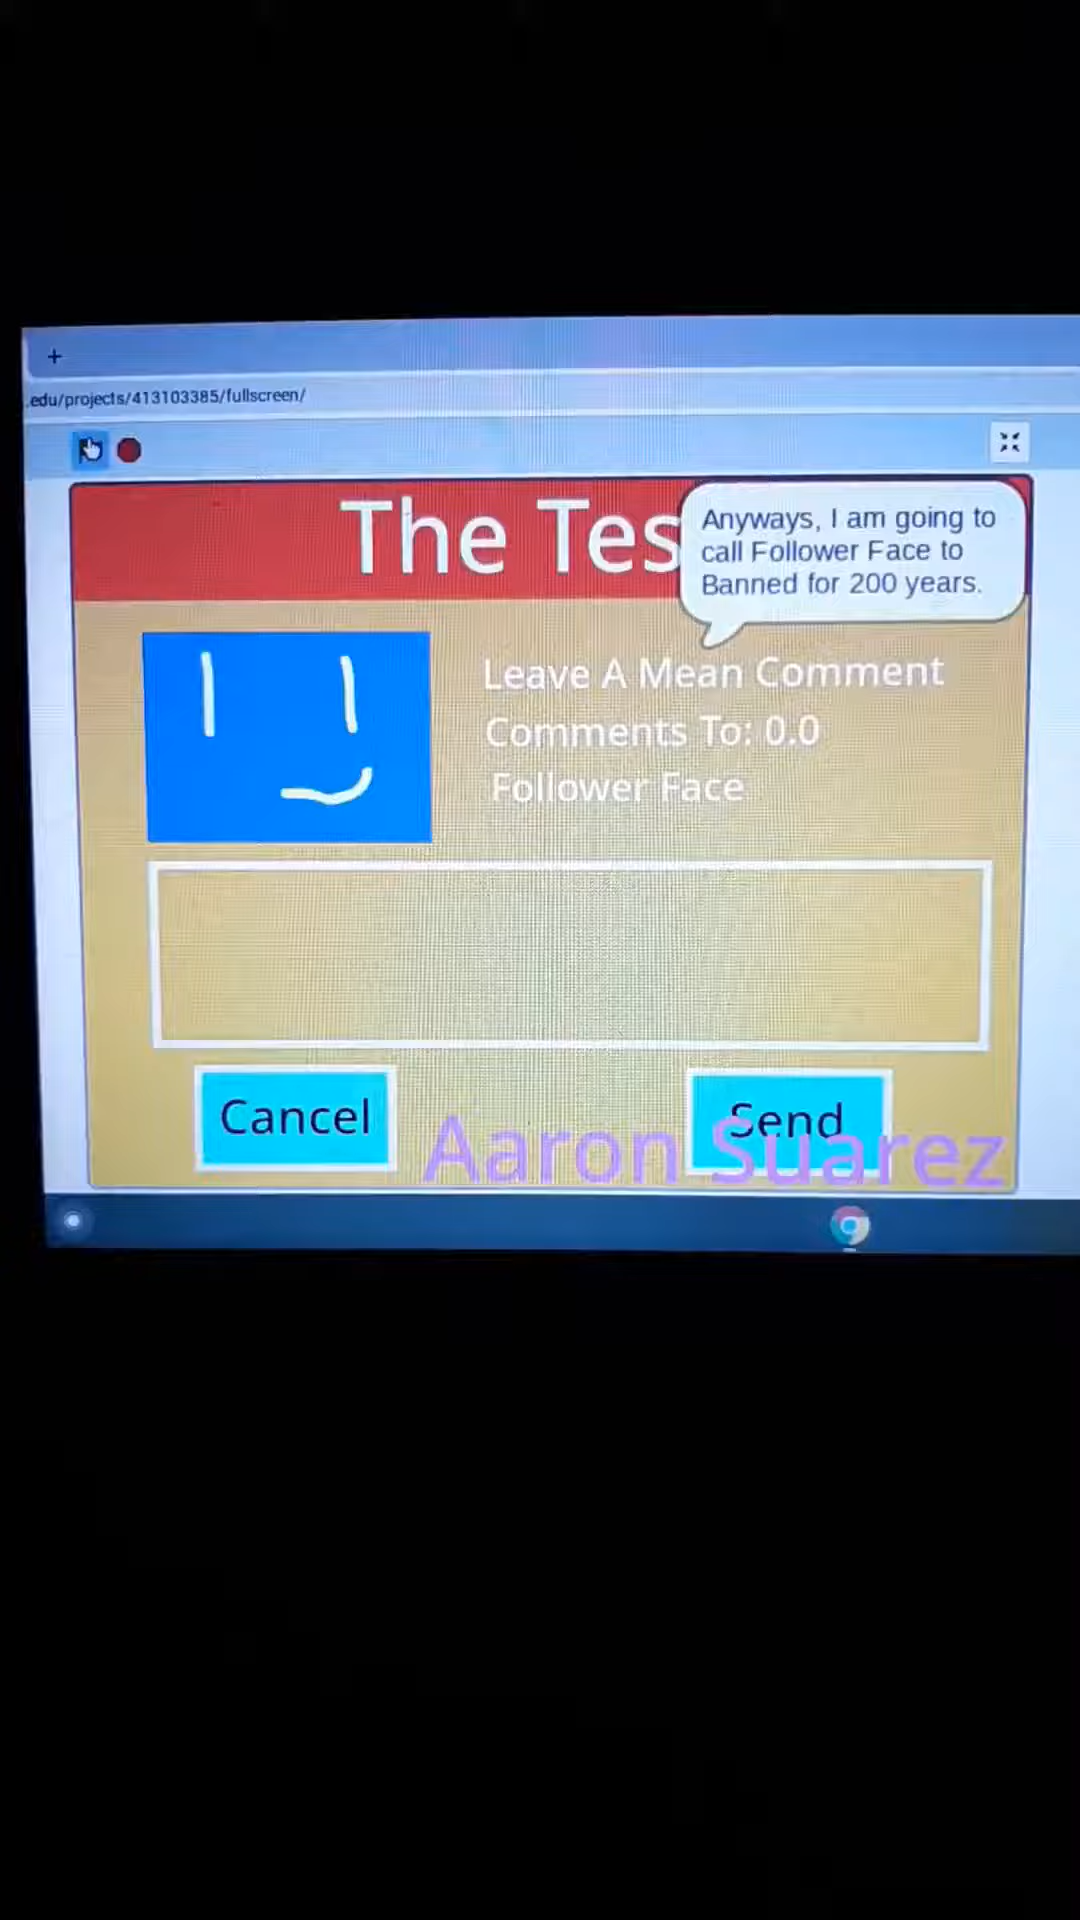 +
.edu/projects/413103385/fullscreen/
The Tes
Anyways, I am going to
call Follower Face to
Banned for 200 years.
Leave A Mean Comment
Comments To: 0.0
Follower Face
Cancel
Send
Aaron Suarez